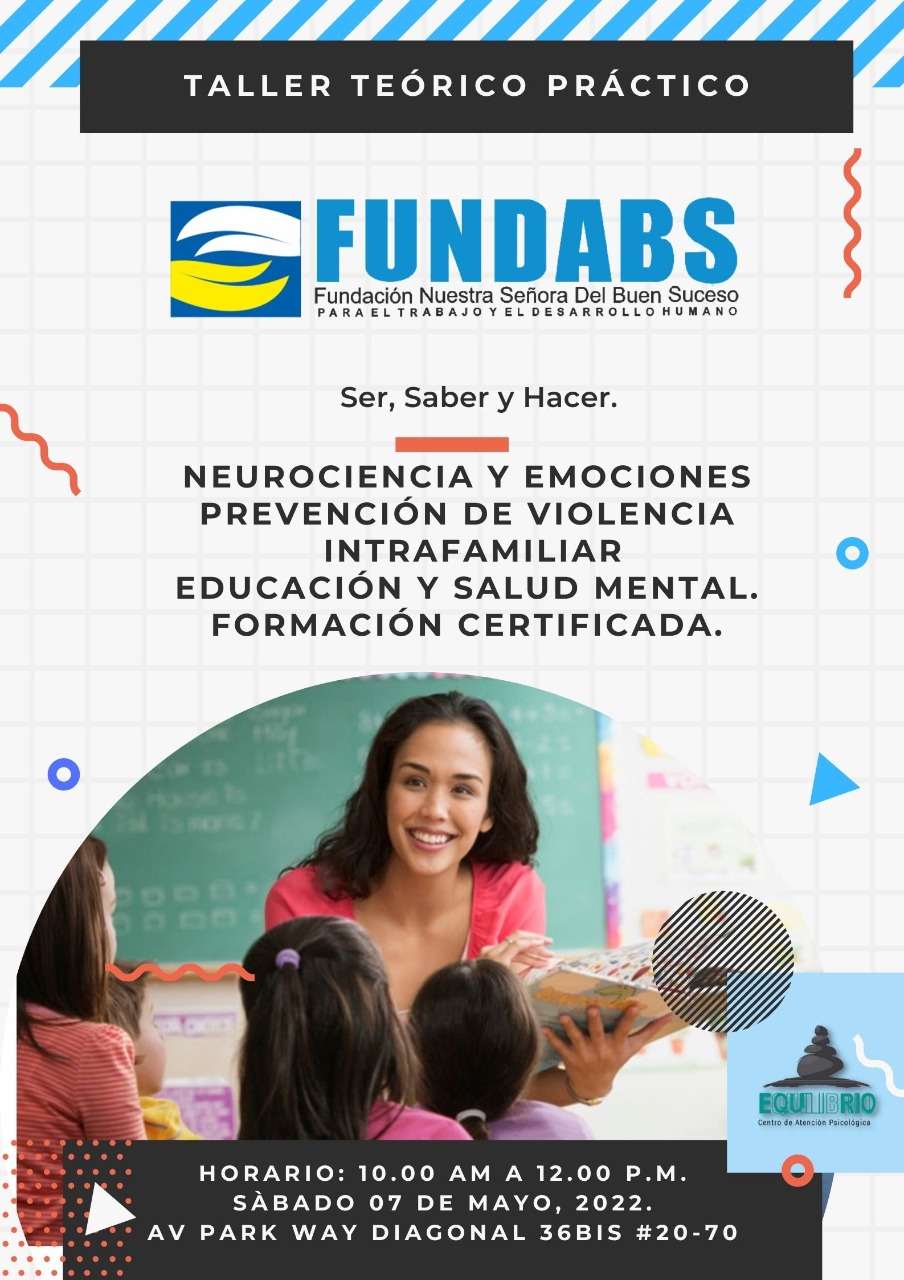 TALLER TEÓRICO PRÁCTICO
FUNDABS
Fundación Nuestra Señora Del Buen Suceso
PARA EL TRABAJO Y EL DESARROLLO HUMANO
Ser, Saber y Hacer.
NEUROCIENCIA Y EMOCIONES
PREVENCIÓN DE VIOLENCIA
INTRAFAMILIAR
EDUCACIÓN Y SALUD MENTAL.
FORMACIÓN CERTIFICADA.
EQUILIBRIO
Centro de Atención Psicológica
HORARIO: 10.00 AM A 12.00 P.M.
SÀBADO 07 DE MAYO, 2022.
AV PARK WAY DIAGONAL 36BIS #20-70